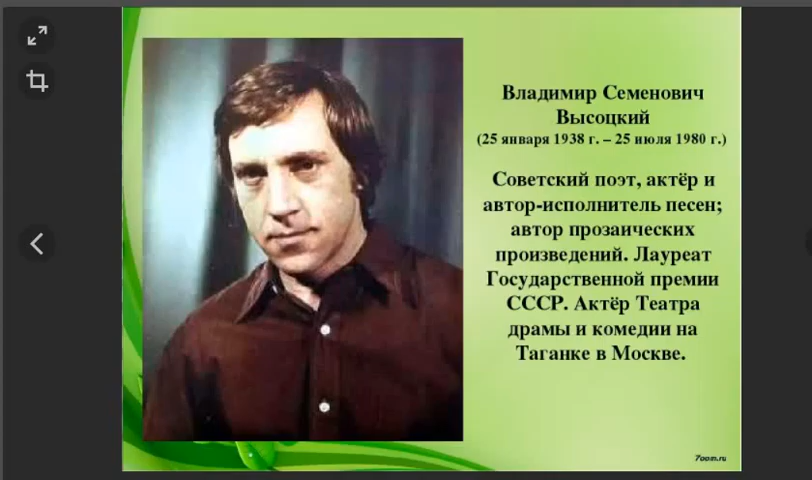 Владимир Семенович
Высоцкий
(25 января 1938 г. – 25 июля 1980 г.)
Советский поэт, актёр и
автор-исполнитель песен;
автор прозаических
произведений. Лауреат
Государственной премии
СССР. Актёр Театра
драмы и комедии на
Таганке в Москве.
7oom.ru